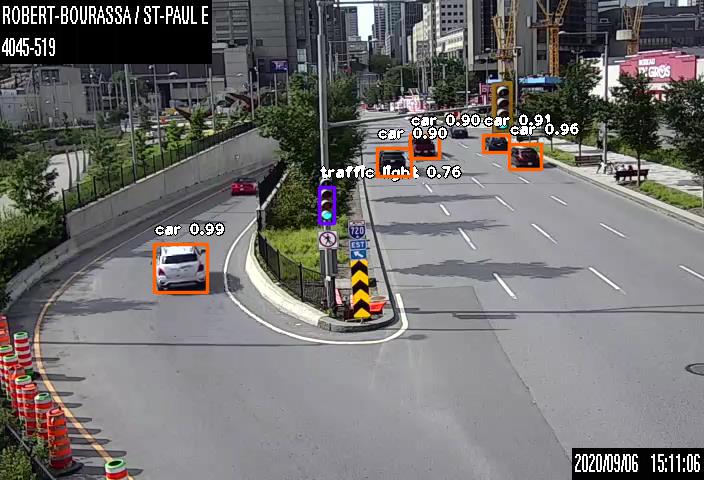 ROBERT-BOURASSA / ST-PAUL E
4045-519
car 0.90
car 0.90
car 0.91
car 0.96
traffic light 0.76
car 0.99
720
EST
2020/09/06 15:11:06